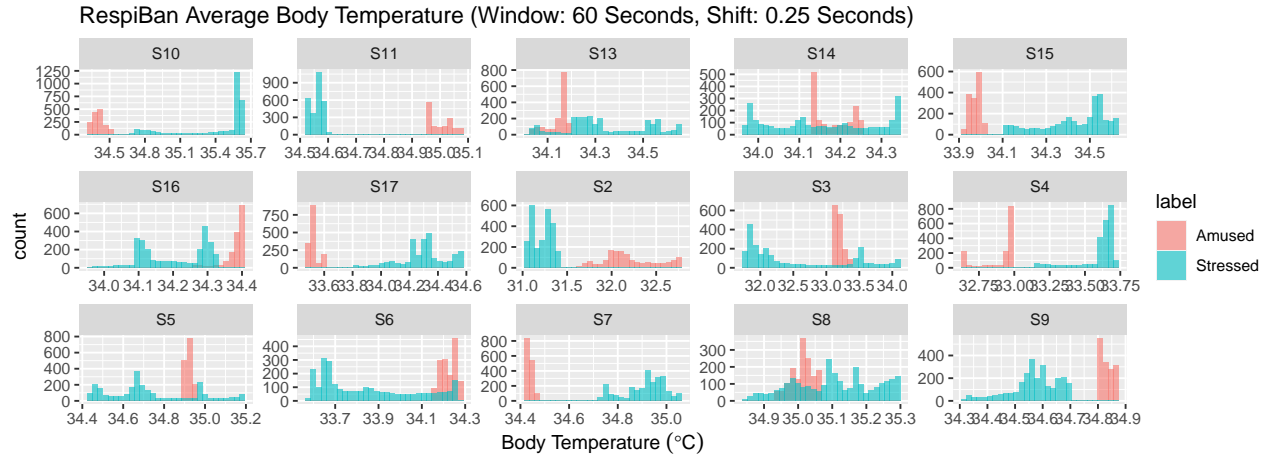 RespiBan Average Body Temperature (Window: 60 Seconds, Shift: 0.25 Seconds)
S10 S11 S13 S14 S15
1250 1000 750 500 250 0
900 600 300 0
800 600 400 200 0
500 400 300 200 100 0
600 400 200 0
34.5 34.8 35.1 35.4 35.7
34.5 34.6 34.7 34.8 34.9 35.0 35.1
34.1 34.3 34.5
34.0 34.1 34.2 34.3
33.9 34.1 34.3 34.5
S16 S17 S2 S3 S4
600 400 200 0
750 500 250 0
600 400 200 0
600 400 200 0
800 600 400 200 0
34.0 34.1 34.2 34.3 34.4
33.6 33.8 34.0 34.2 34.4 34.6
31.0 31.5 32.0 32.5
32.0 32.5 33.0 33.5 34.0
32.75 33.00 33.25 33.50 33.75
S5 S6 S7 S8 S9
800 600 400 200 0
400 300 200 100 0
800 600 400 200 0
300 200 100 0
400 200 0
34.4 34.6 34.8 35.0 35.2
33.7 33.9 34.1 34.3
34.4 34.6 34.8 35.0
34.9 35.0 35.1 35.2 35.3
34.3 34.4 34.5 34.6 34.7 34.8 34.9
count
Body Temperature (°C)
label
Amused
Stressed